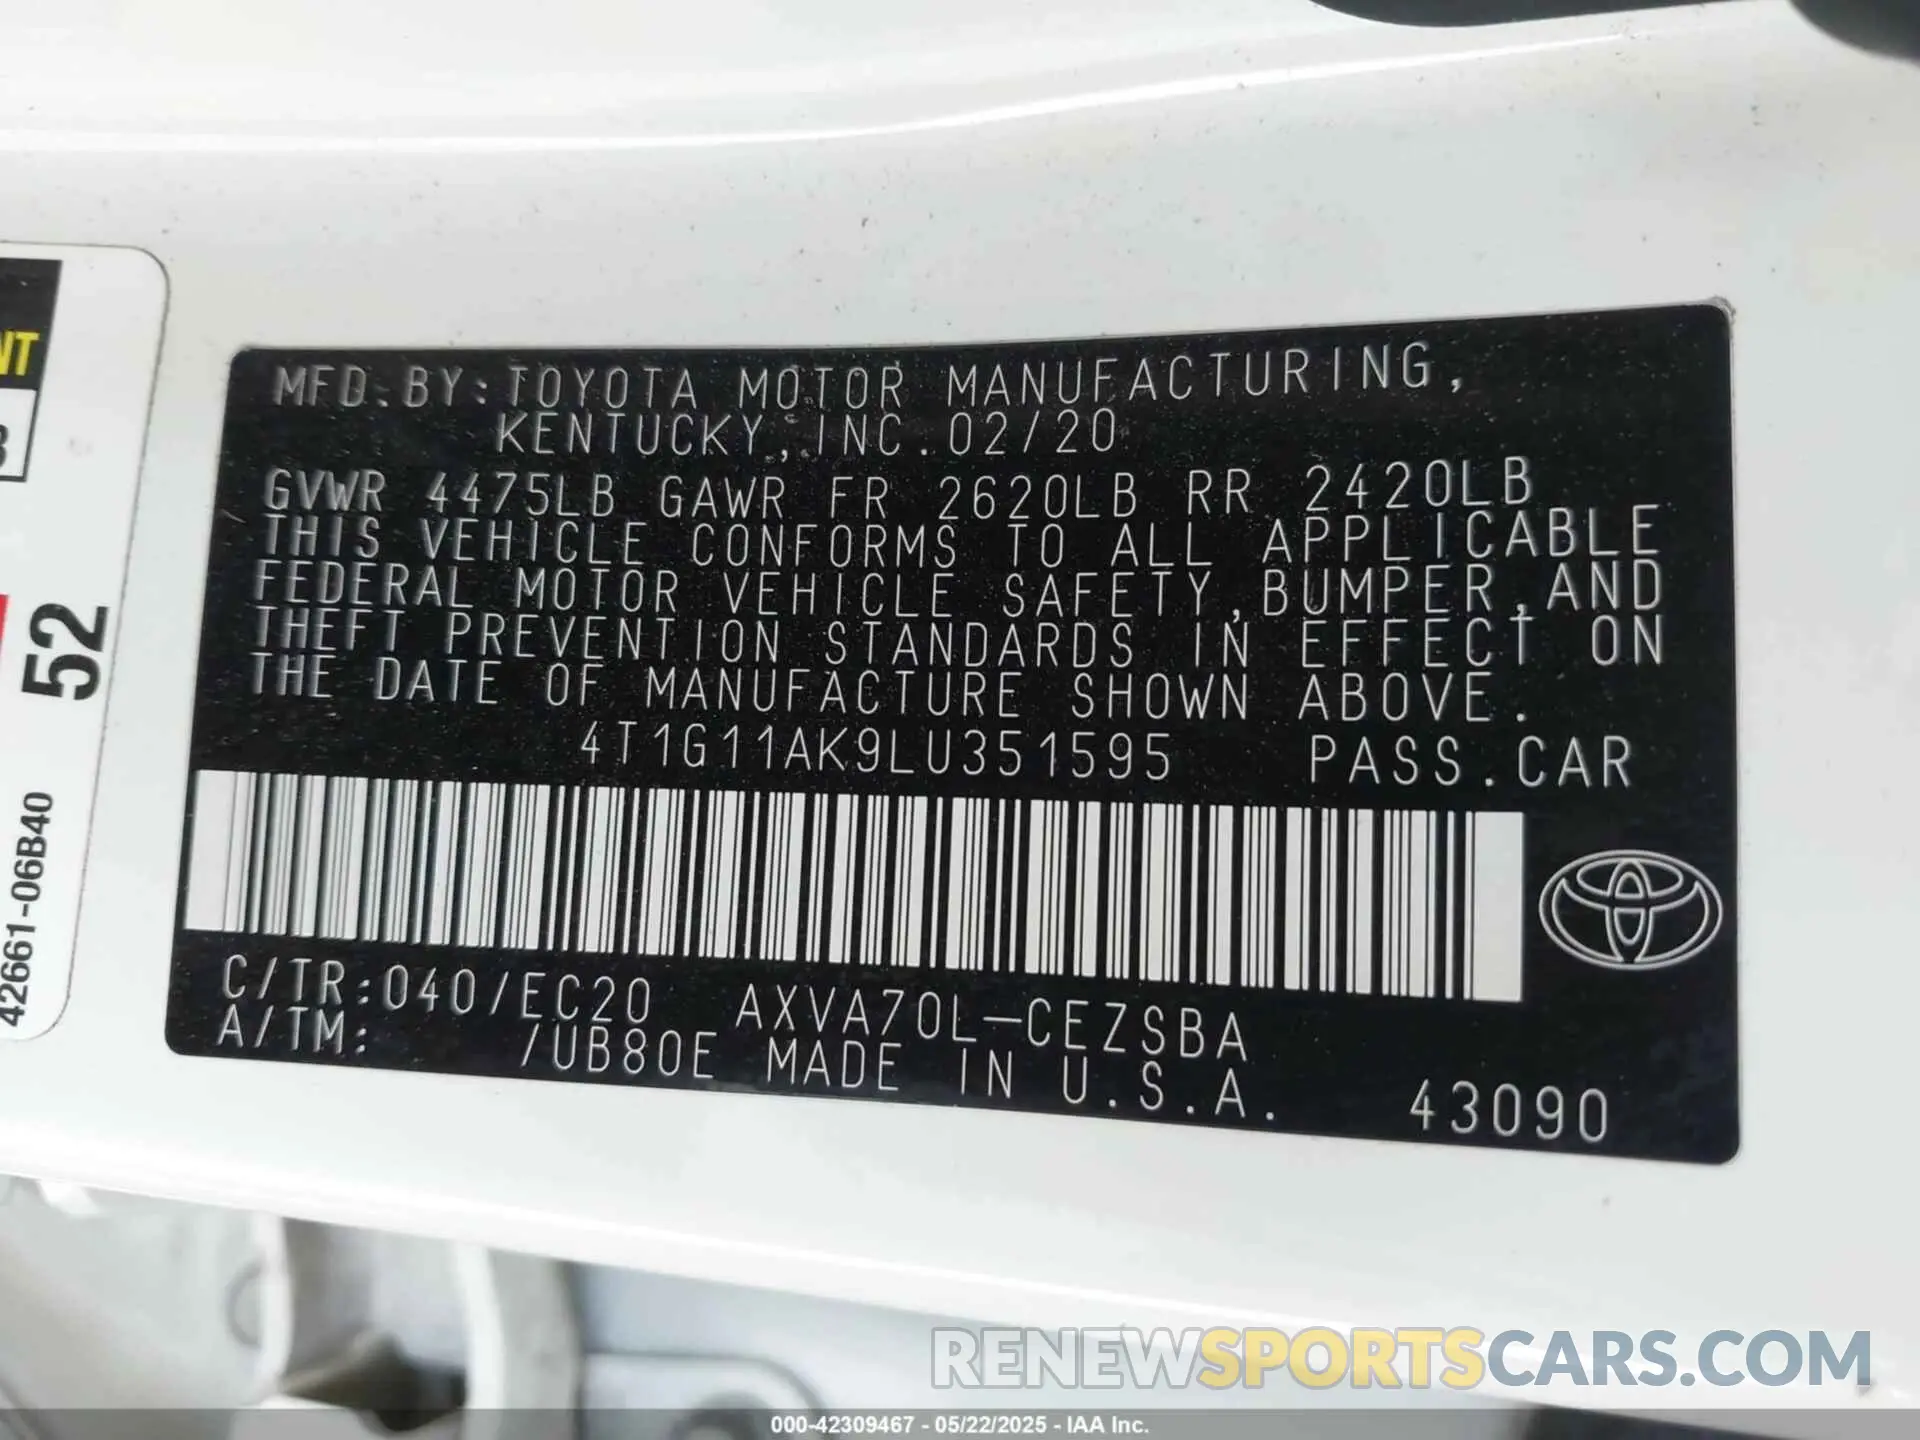 MFD.BY:TOYOTA MOTOR MANUFACTURING,
KENTUCKY,INC.02/20
GVWR 4475LB GAWR FR 2620LB RR 2420LB
THIS VEHICLE CONFORMS TO ALL APPLICABLE
FEDERAL MOTOR VEHICLE SAFETY,BUMPER,AND
THEFT PREVENTION STANDARDS IN EFFECT ON
THE DATE OF MANUFACTURE SHOWN ABOVE.
4T1G11AK9LU351595 PASS.CAR
C/TR:040/EC20 AXVA70L-CEZSBA
A/TM: /UB80E MADE IN U.S.A.
43090
NT
3
52
42661-06B40
RENEWSPORTSCARS.COM
000-42309467 - 05/22/2025 - IAA Inc.